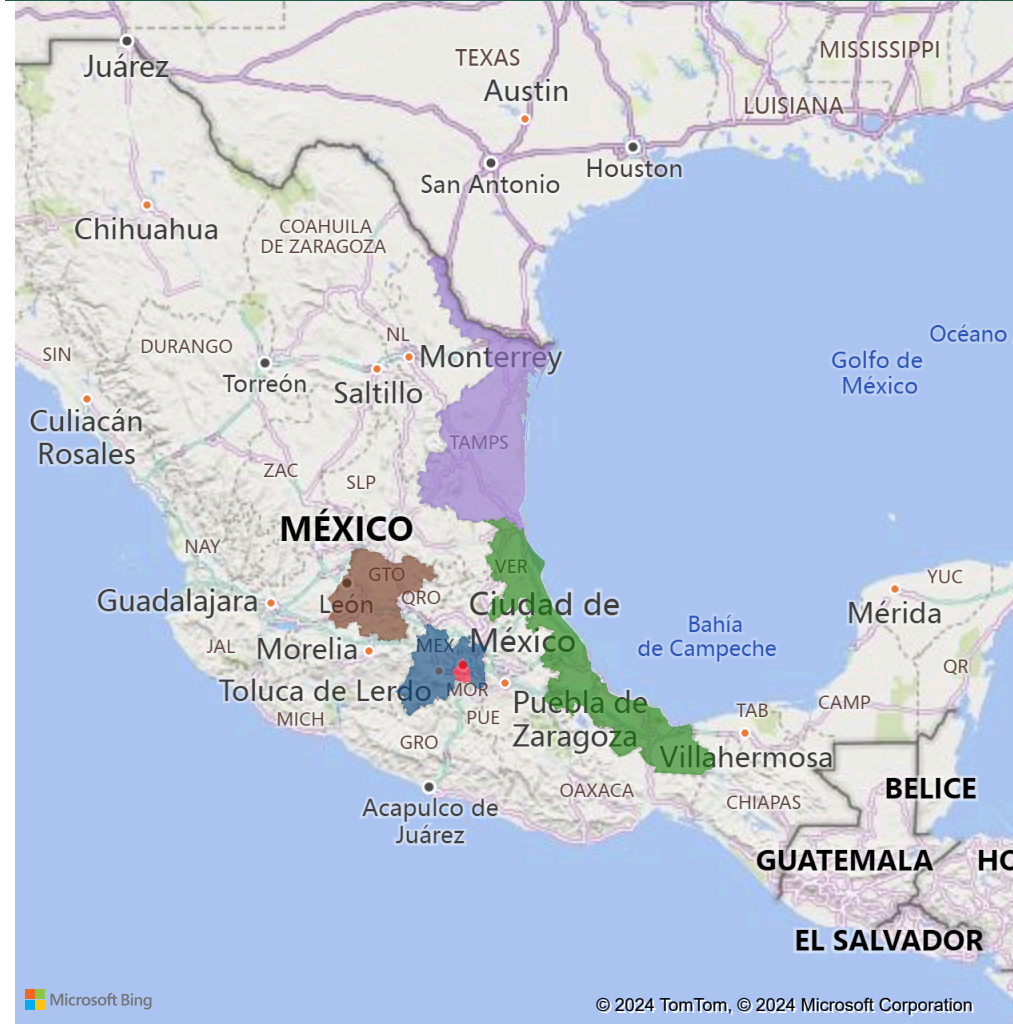 TEXAS
MISSISSIPPI
Juárez
Austin
LUISIANA
Houston
San Antonio
Chihuahua
COAHUILA
DE ZARAGOZA
Océano
NL
DURANGO
SIN
Monterrey
Golfo de
México
Torreón
Saltillo
Culiacán
Rosales
TAMPS
ZAC
SLP
MÉXICO
NAY
VER
GTO
YUC
QRO
León
Guadalajara
Ciudad de
México
Mérida
Bahía
de Campeche
JAL
Morelia
MEX
QR
Toluca de Lerdo
MOR
Puebla de
Zaragoza
CAMP
TAB
MICH
PUE
GRO
Villahermosa
BELICE
OAXACA
CHIAPAS
Acapulco de
Juárez
GUATEMALA
HO
EL SALVADOR
Microsoft Bing
© 2024 TomTom, © 2024 Microsoft Corporation